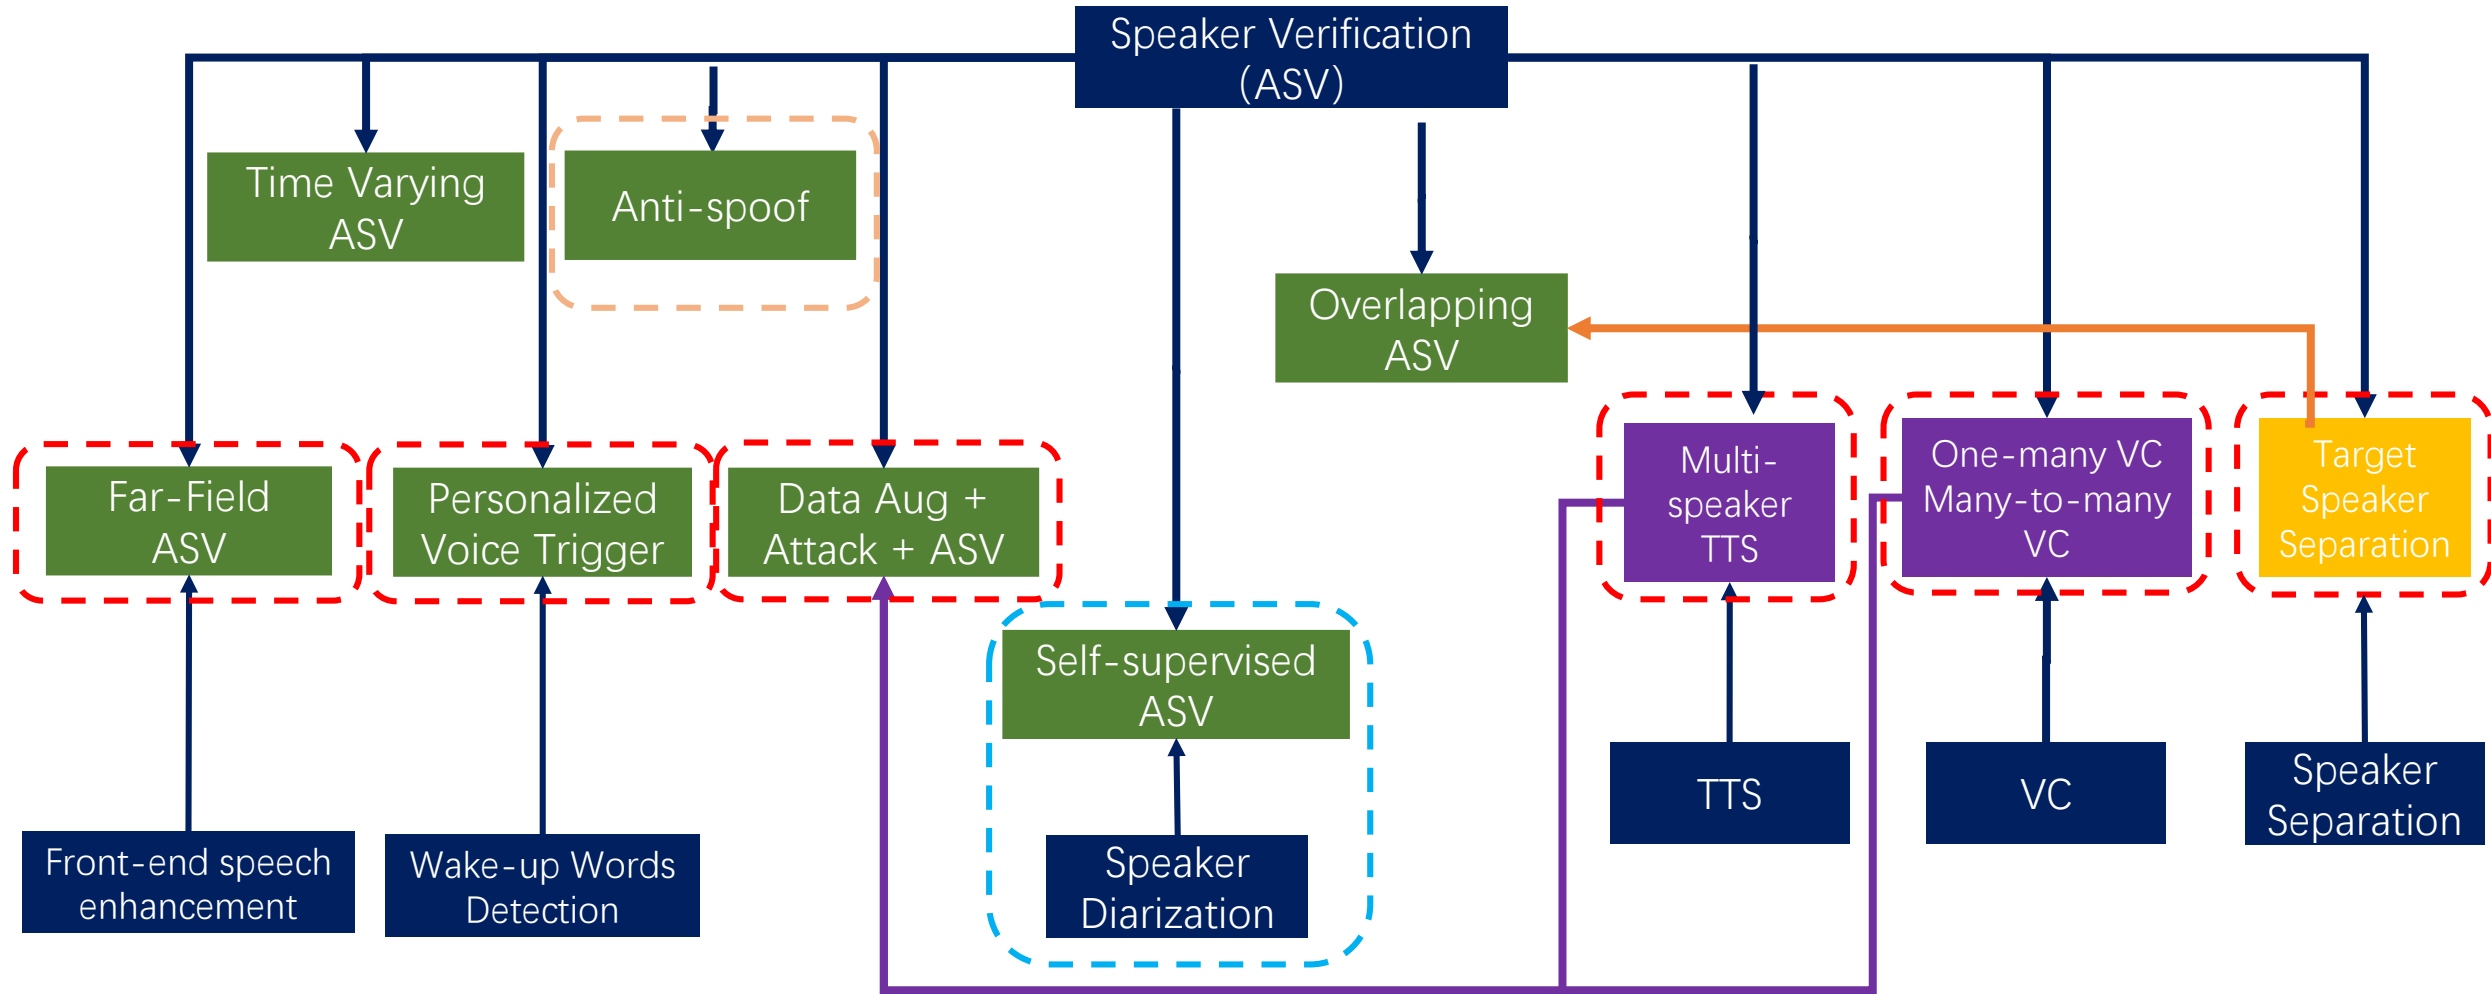 Speaker Verification
(ASV)
Time Varying
ASV
Anti-spoof
Overlapping
ASV
Far-Field
ASV
Personalized
Voice Trigger
Data Aug +
Attack + ASV
Multi-
speaker
TTS
One-many VC
Many-to-many
VC
Target
Speaker
Separation
Self-supervised
ASV
TTS
VC
Speaker
Separation
Front-end speech
enhancement
Wake-up Words
Detection
Speaker
Diarization